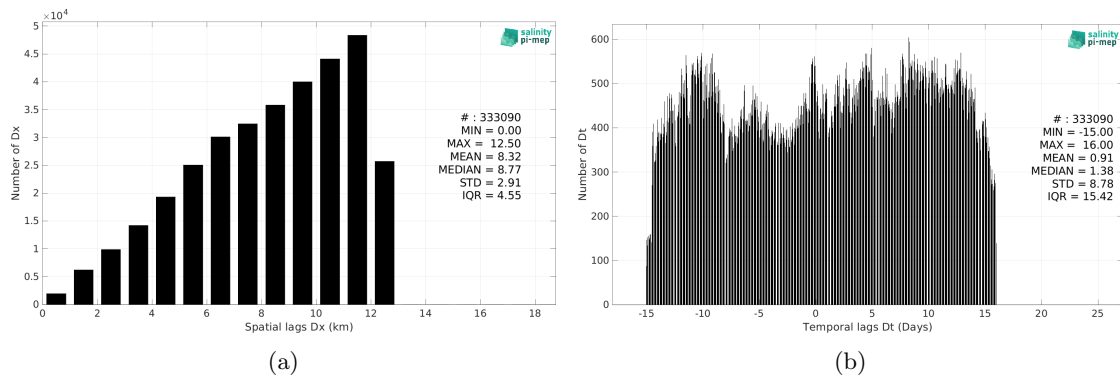 ×10^4
5
4.5
4
3.5
3
2.5
2
1.5
1
0.5
0
Number of Dx
0 2 4 6 8 10 12 14 16 18
Spatial lags Dx (km)
salinity
pi-mep
# : 333090
MIN = 0.00
MAX = 12.50
MEAN = 8.32
MEDIAN = 8.77
STD = 2.91
IQR = 4.55
(a)
600
500
400
300
200
100
0
Number of Dt
-15 -10 -5 0 5 10 15 20 25
Temporal lags Dt (Days)
salinity
pi-mep
# : 333090
MIN = -15.00
MAX = 16.00
MEAN = 0.91
MEDIAN = 1.38
STD = 8.78
IQR = 15.42
(b)